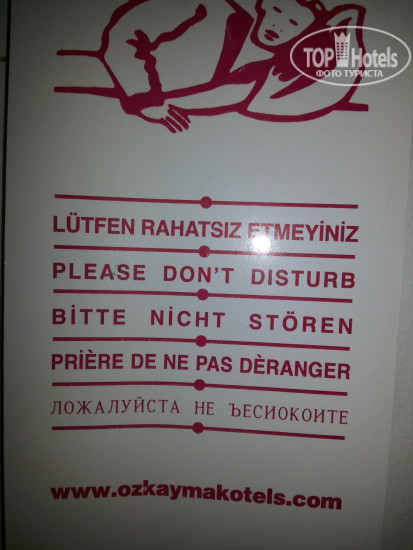 TOP Hotels
ФОТО ТУРИСТА
LÜTFEN RAHATSIZ ETMEYİNİZ
PLEASE DON'T DISTURB
BİTTE NİCHT STÖREN
PRİÈRE DE NE PAS DÈRANGER
ЛОЖАЛУЙСТА НЕ ЪЕСИОКОИТЕ
www.ozkaymakotels.com